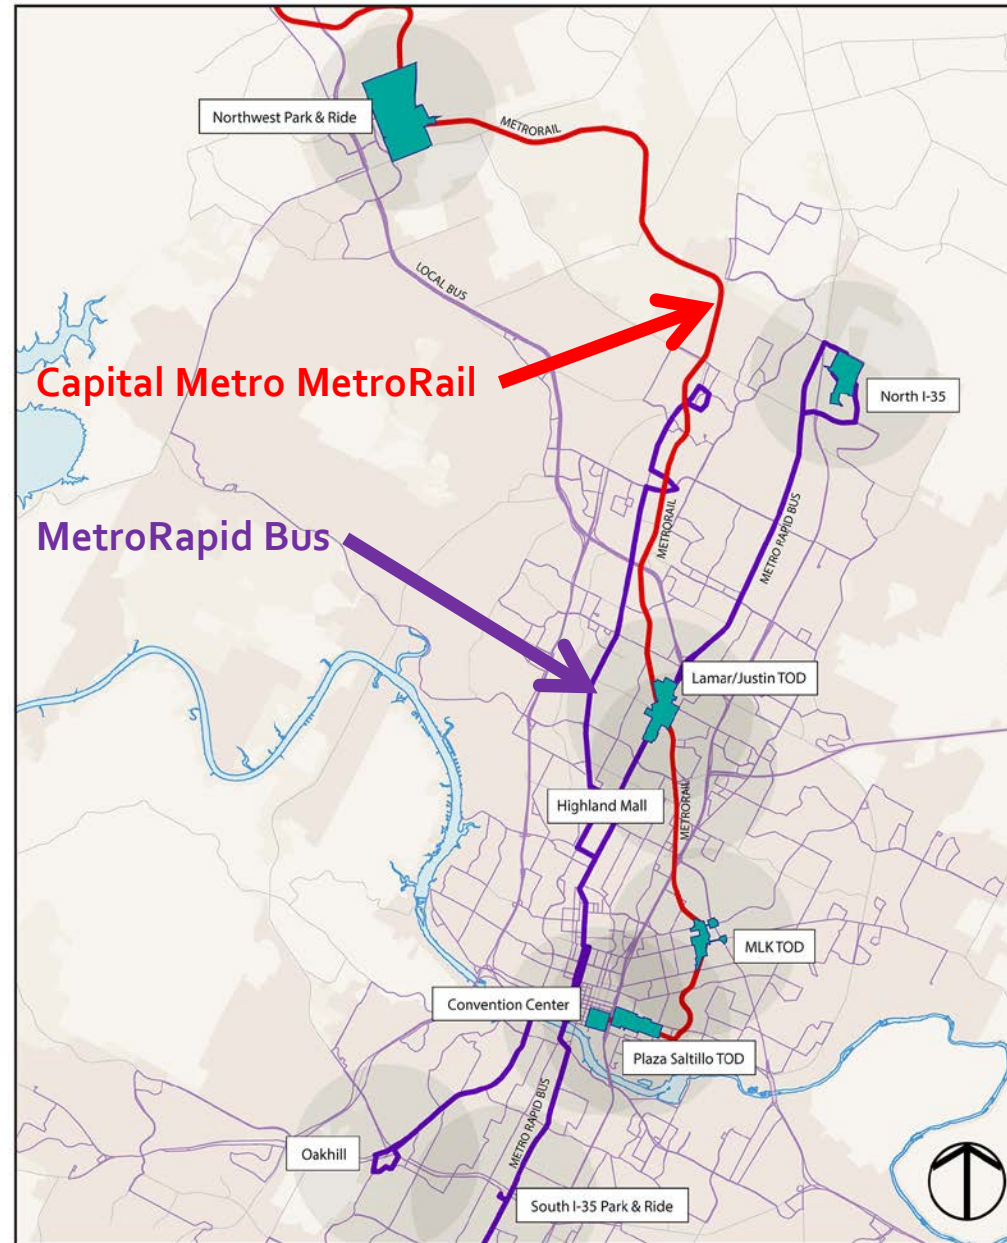 Northwest Park & Ride
METRORAIL
LOCAL BUS
Capital Metro MetroRail
North I-35
MetroRapid Bus
METRORAIL
METRO RAPID BUS
Lamar/Justin TOD
Highland Mall
METRORAIL
MLK TOD
Convention Center
Plaza Saltillo TOD
METRO RAPID BUS
Oakhill
South I-35 Park & Ride